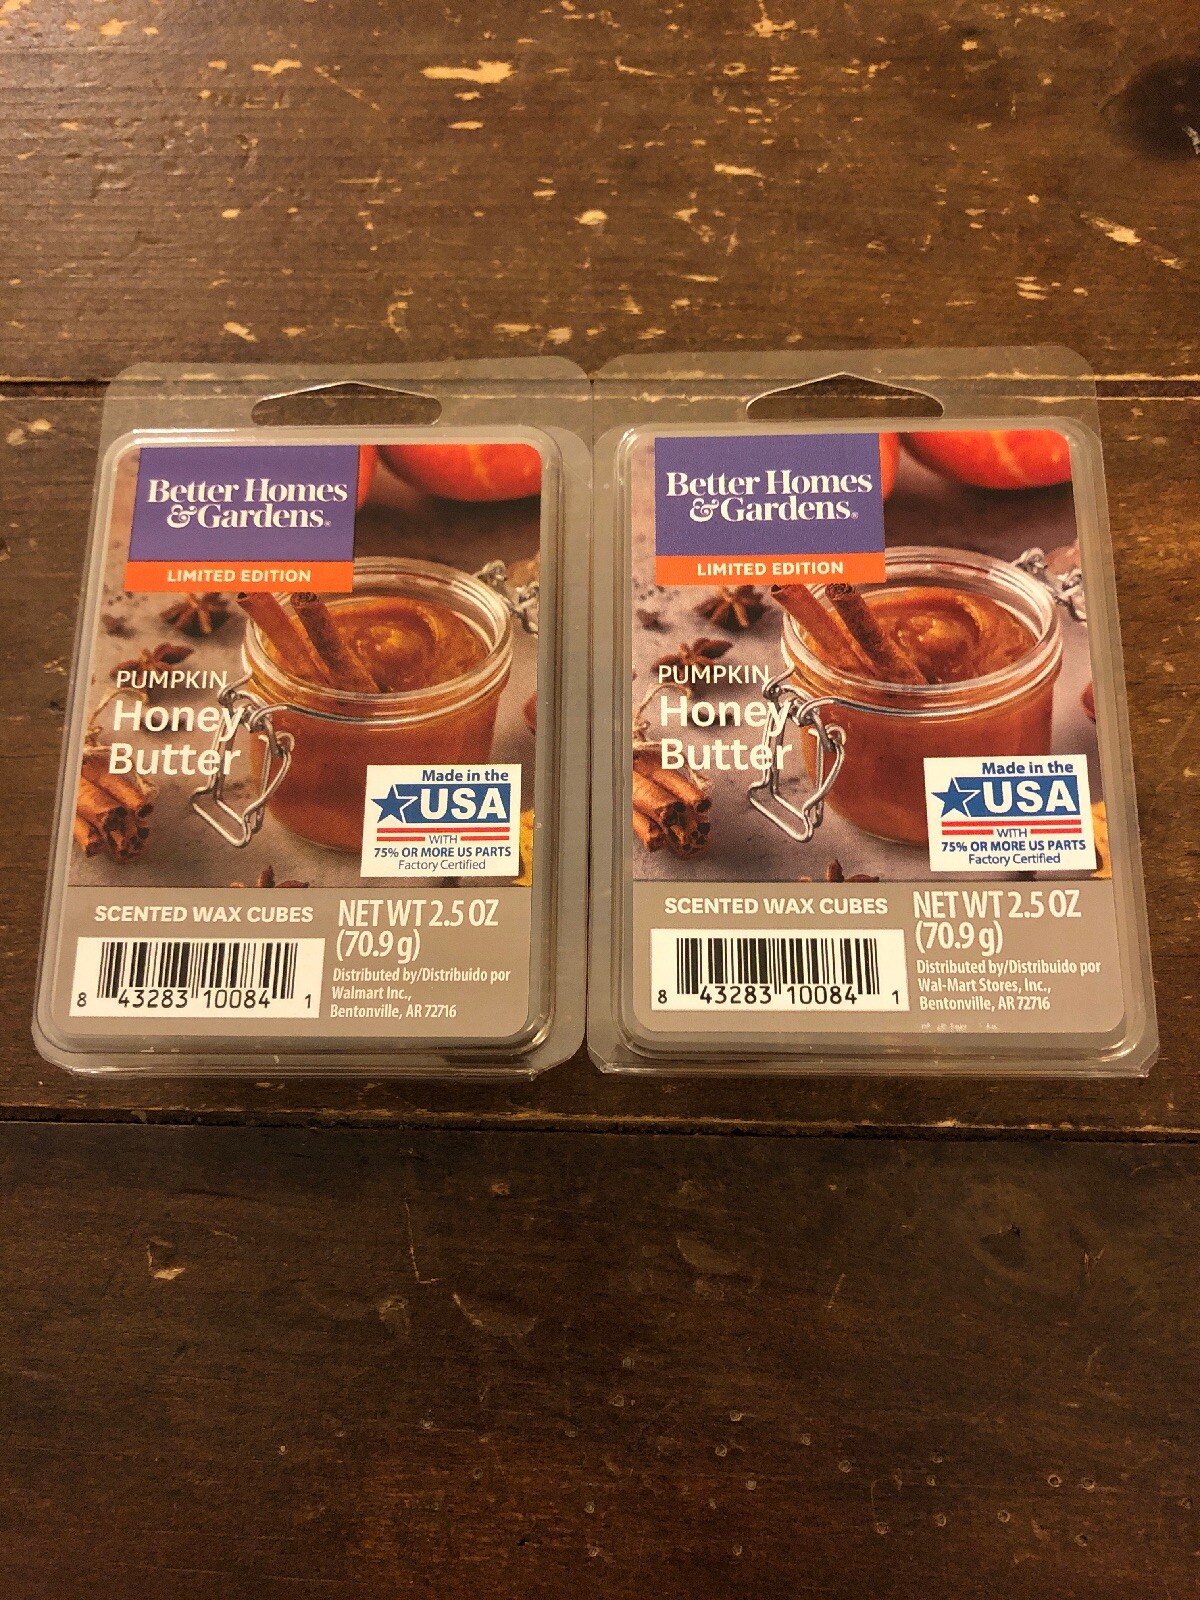 Better Homes
& Gardens®
LIMITED EDITION
PUMPKIN
Honey
Butter
Made in the
USA
WITH
75% OR MORE US PARTS
Factory Certified
SCENTED WAX CUBES
NET WT 2.5 OZ
(70.9 g)
Distributed by/Distribuido por
Walmart Inc.,
Bentonville, AR 72716
8 43283 10084 1
Better Homes
& Gardens®
LIMITED EDITION
PUMPKIN
Honey
Butter
Made in the
USA
WITH
75% OR MORE US PARTS
Factory Certified
SCENTED WAX CUBES
NET WT 2.5 OZ
(70.9 g)
Distributed by/Distribuido por
Wal-Mart Stores, Inc.,
Bentonville, AR 72716
8 43283 10084 1